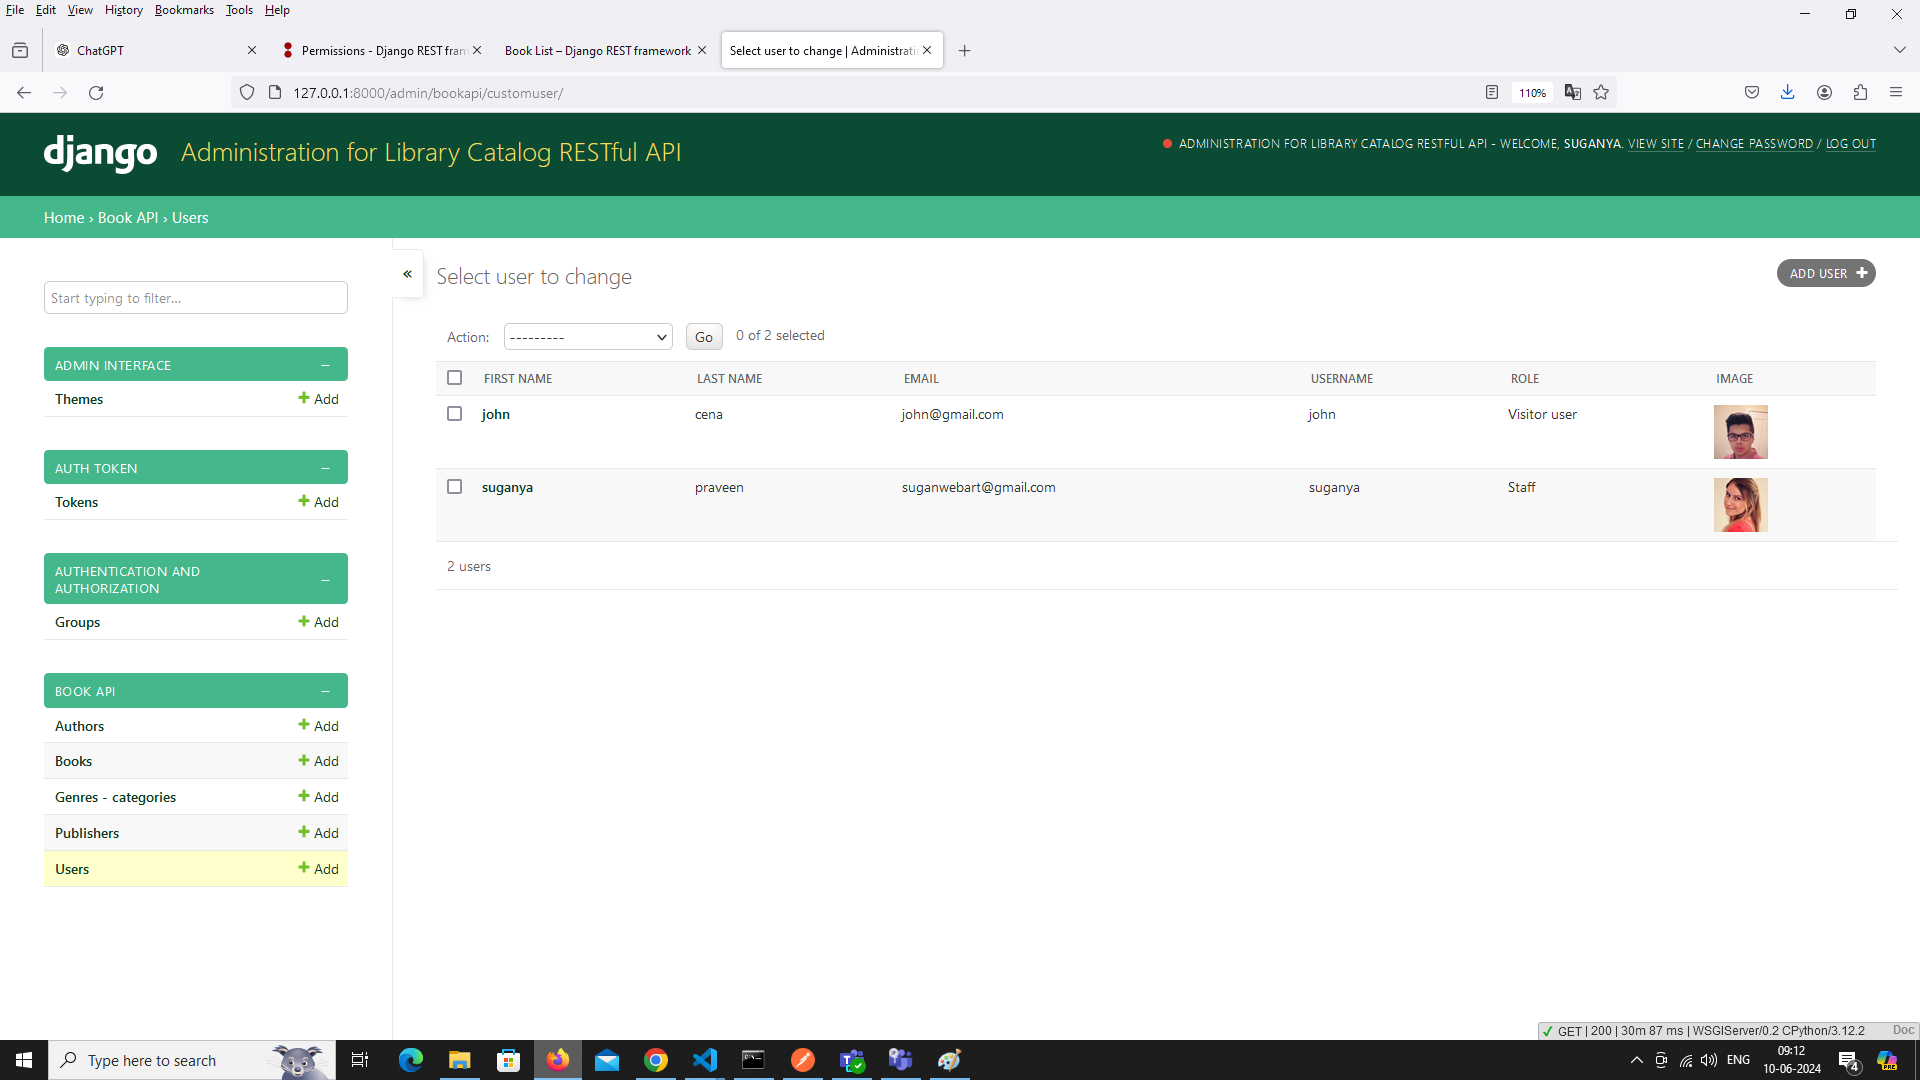 File Edit View History Bookmarks Tools Help
ChatGPT
Permissions - Django REST fram
Book List – Django REST framework
Select user to change | Administrati
127.0.0.1:8000/admin/bookapi/customuser/
110%
django
Administration for Library Catalog RESTful API
ADMINISTRATION FOR LIBRARY CATALOG RESTFUL API - WELCOME, SUGANYA. VIEW SITE / CHANGE PASSWORD / LOG OUT
Home › Book API › Users
Start typing to filter...
ADMIN INTERFACE
Themes
Add
AUTH TOKEN
Tokens
Add
AUTHENTICATION AND
AUTHORIZATION
Groups
Add
BOOK API
Authors
Add
Books
Add
Genres - categories
Add
Publishers
Add
Users
Add
«
Select user to change
ADD USER
Action: --------- Go 0 of 2 selected
FIRST NAME LAST NAME EMAIL USERNAME ROLE IMAGE
john cena john@gmail.com john Visitor user
suganya praveen suganwebart@gmail.com suganya Staff
2 users
GET | 200 | 30m 87 ms | WSGIServer/0.2 CPython/3.12.2 Doc
Type here to search
ENG
09:12
10-06-2024
4
PRE